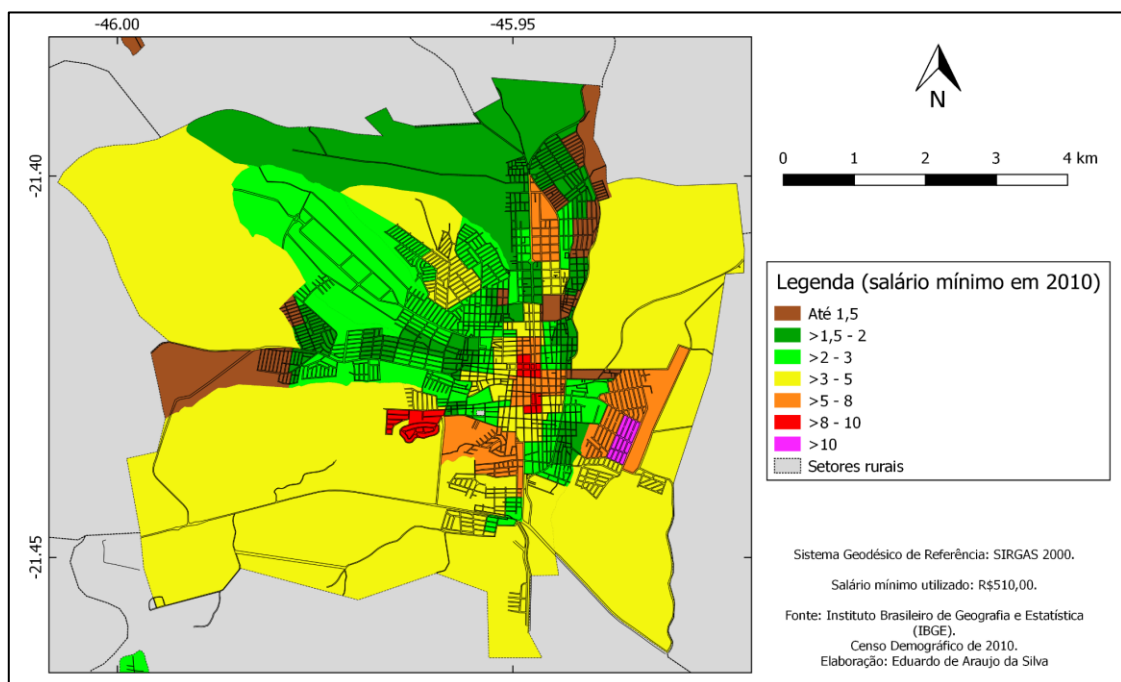 -46.00
-45.95
-21.40
-21.45
N
0 1 2 3 4 km
Legenda (salário mínimo em 2010)
Até 1,5
>1,5 - 2
>2 - 3
>3 - 5
>5 - 8
>8 - 10
>10
Setores rurais
Sistema Geodésico de Referência: SIRGAS 2000.
Salário mínimo utilizado: R$510,00.
Fonte: Instituto Brasileiro de Geografia e Estatística
(IBGE).
Censo Demográfico de 2010.
Elaboração: Eduardo de Araujo da Silva